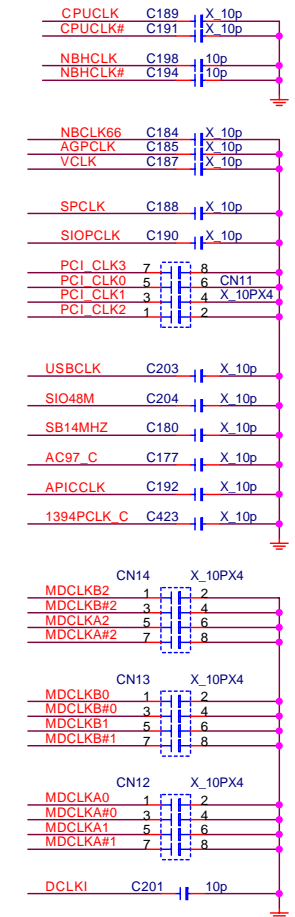 CPUCLK C189 X_10p
CPUCLK# C191 X_10p
NBHCLK C198 10p
NBHCLK# C194 10p
NBCLK66 C184 X_10p
AGPCLK C185 X_10p
VCLK C187 X_10p
SPCLK C188 X_10p
SIOPCLK C190 X_10p
PCI_CLK3 7 8
PCI_CLK0 5 6 CN11
PCI_CLK1 3 4 X_10PX4
PCI_CLK2 1 2
USBCLK C203 X_10p
SIO48M C204 X_10p
SB14MHZ C180 X_10p
AC97_C C177 X_10p
APICCLK C192 X_10p
1394PCLK_C C423 X_10p
CN14 X_10PX4
MDCLKB2 1 2
MDCLKB#2 3 4
MDCLKA2 5 6
MDCLKA#2 7 8
CN13 X_10PX4
MDCLKB0 1 2
MDCLKB#0 3 4
MDCLKB1 5 6
MDCLKB#1 7 8
CN12 X_10PX4
MDCLKA0 1 2
MDCLKA#0 3 4
MDCLKA1 5 6
MDCLKA#1 7 8
DCLKI C201 10p